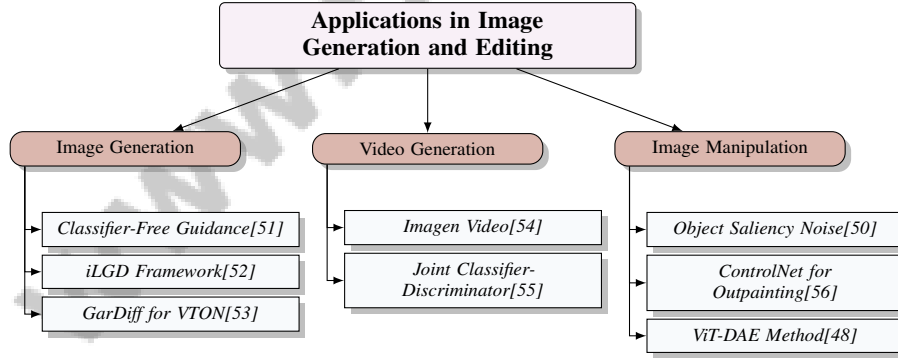 Applications in Image
Generation and Editing
Image Generation
Video Generation
Image Manipulation
Classifier-Free Guidance[51]
iLGD Framework[52]
GarDiff for VTON[53]
Imagen Video[54]
Joint Classifier-
Discriminator[55]
Object Saliency Noise[50]
ControlNet for
Outpainting[56]
ViT-DAE Method[48]